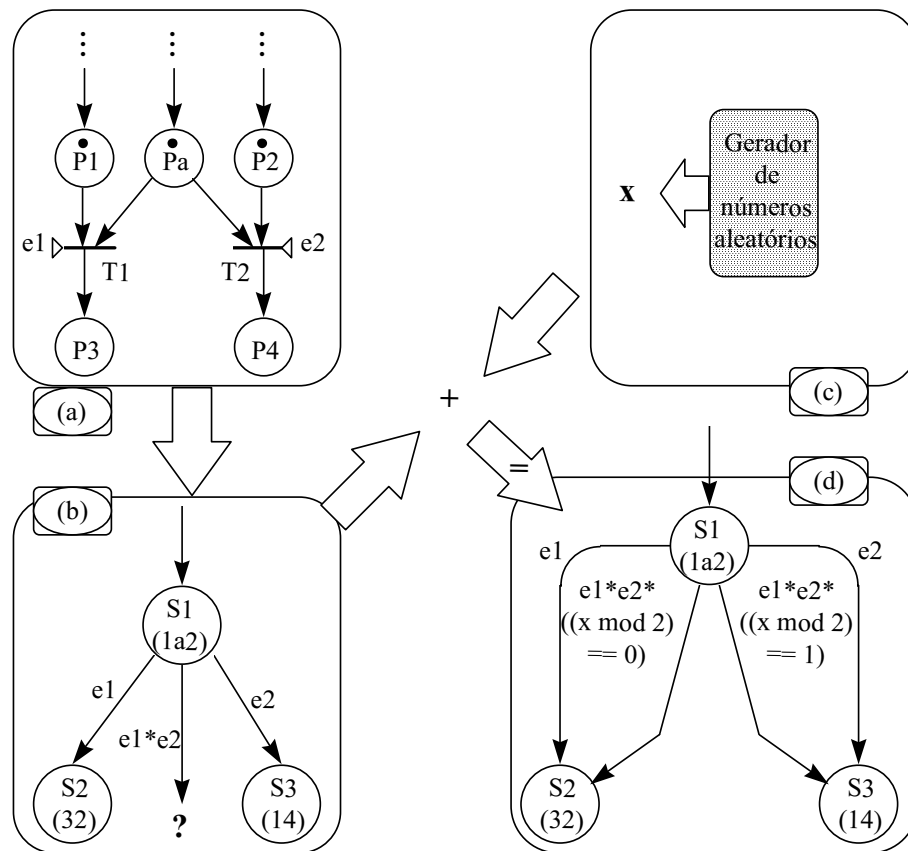 P1
Pa
P2
e1
T1
T2
e2
P3
P4
(a)
x
Gerador
de
números
aleatórios
(c)
+
=
(b)
S1
(1a2)
e1
e1*e2
e2
S2
(32)
?
S3
(14)
(d)
S1
(1a2)
e1
e2
e1*e2*
((x mod 2)
== 0)
e1*e2*
((x mod 2)
== 1)
S2
(32)
S3
(14)